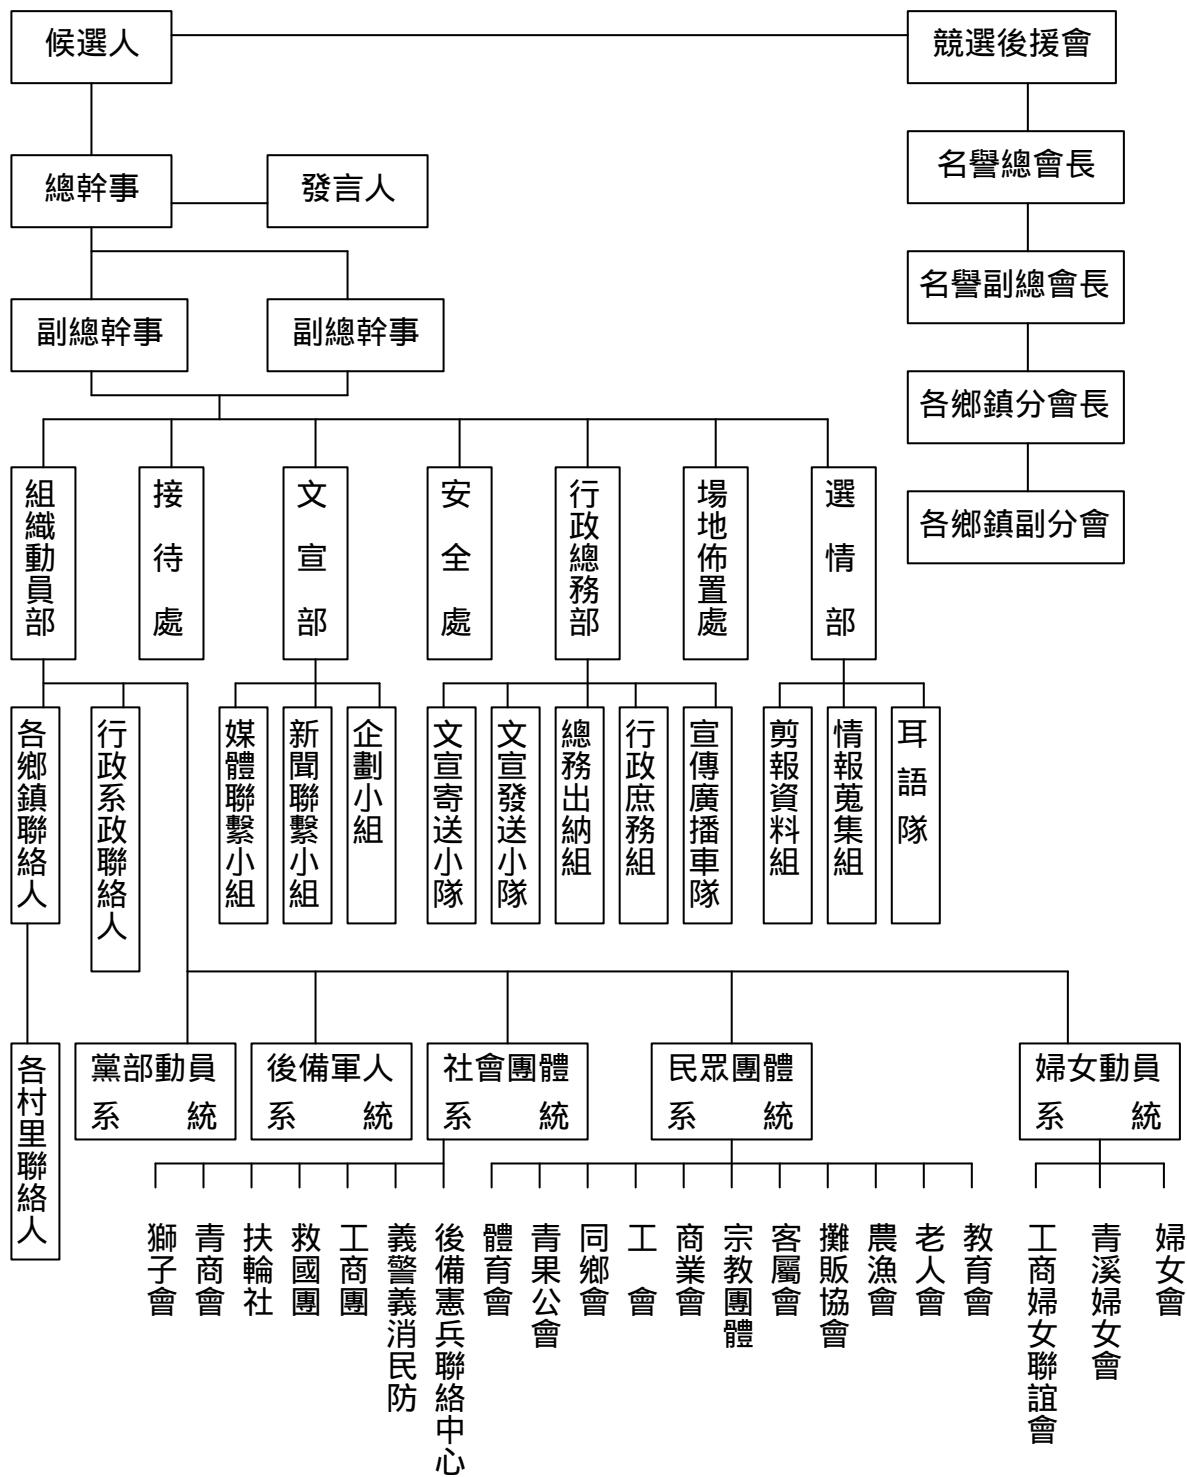 候選人
競選後援會
名譽總會長
總幹事
發言人
名譽副總會長
副總幹事
副總幹事
各鄉鎮分會長
各鄉鎮副分會
組織動員部
接待處
文宣部
安全處
行政總務部
場地佈置處
選情部
各鄉鎮聯絡人
行政系政聯絡人
媒體聯繫小組
新聞聯繫小組
企劃小組
文宣寄送小隊
文宣發送小隊
總務出納組
行政庶務組
宣傳廣播車隊
剪報資料組
情報蒐集組
耳語隊
各村里聯絡人
黨部動員
系統
後備軍人
系統
社會團體
系統
民眾團體
系統
婦女動員
系統
獅子會
青商會
扶輪社
救國團
工商團
義警義消民防
後備憲兵聯絡中心
體育會
青果公會
同鄉會
工會
商業會
宗教團體
客屬會
攤販協會
農漁會
老人會
教育會
工商婦女聯誼會
青溪婦女會
婦女會